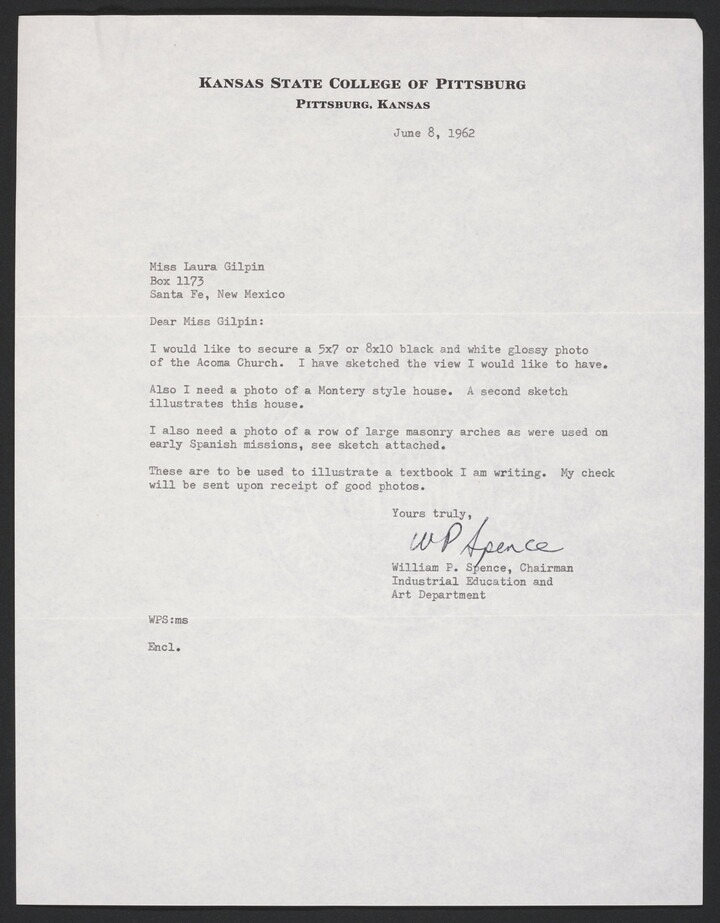 KANSAS STATE COLLEGE OF PITTSBURG
PITTSBURG, KANSAS
June 8, 1962
Miss Laura Gilpin
Box 1173
Santa Fe, New Mexico
Dear Miss Gilpin:
I would like to secure a 5x7 or 8x10 black and white glossy photo
of the Acoma Church.  I have sketched the view I would like to have.
Also I need a photo of a Montery style house.  A second sketch
illustrates this house.
I also need a photo of a row of large masonry arches as were used on
early Spanish missions, see sketch attached.
These are to be used to illustrate a textbook I am writing.  My check
will be sent upon receipt of good photos.
Yours truly,
WP Spence
William P. Spence, Chairman
Industrial Education and
Art Department
WPS:ms
Encl.